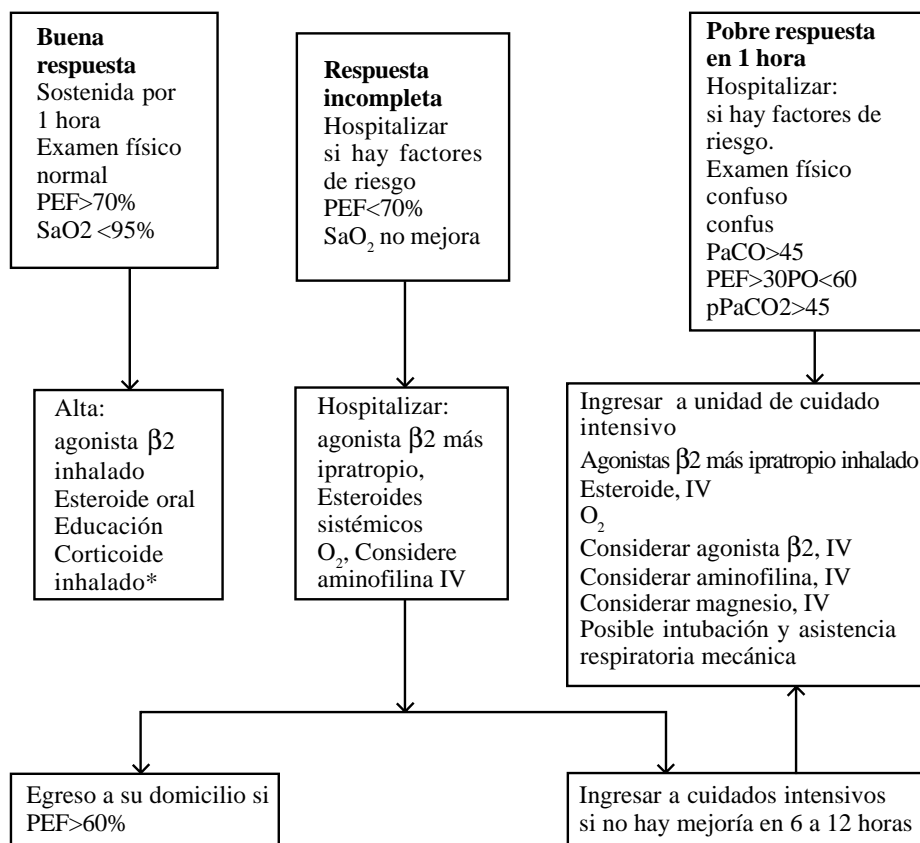 Buena
respuesta
Sostenida por
1 hora
Examen físico
normal
PEF>70%
SaO2 <95%
Respuesta
incompleta
Hospitalizar
si hay factores
de riesgo
PEF<70%
SaO₂ no mejora
Pobre respuesta
en 1 hora
Hospitalizar:
si hay factores de
riesgo.
Examen físico
confuso
confus
PaCO>45
PEF>30PO<60
pPaCO2>45
Alta:
agonista β2
inhalado
Esteroide oral
Educación
Corticoide
inhalado*
Hospitalizar:
agonista β2 más
ipratropio,
Esteroides
sistémicos
O₂, Considere
aminofilina IV
Ingresar a unidad de cuidado
intensivo
Agonistas β2 más ipratropio inhalado
Esteroide, IV
O₂
Considerar agonista β2, IV
Considerar aminofilina, IV
Considerar magnesio, IV
Posible intubación y asistencia
respiratoria mecánica
Egreso a su domicilio si
PEF>60%
Ingresar a cuidados intensivos
si no hay mejoría en 6 a 12 horas